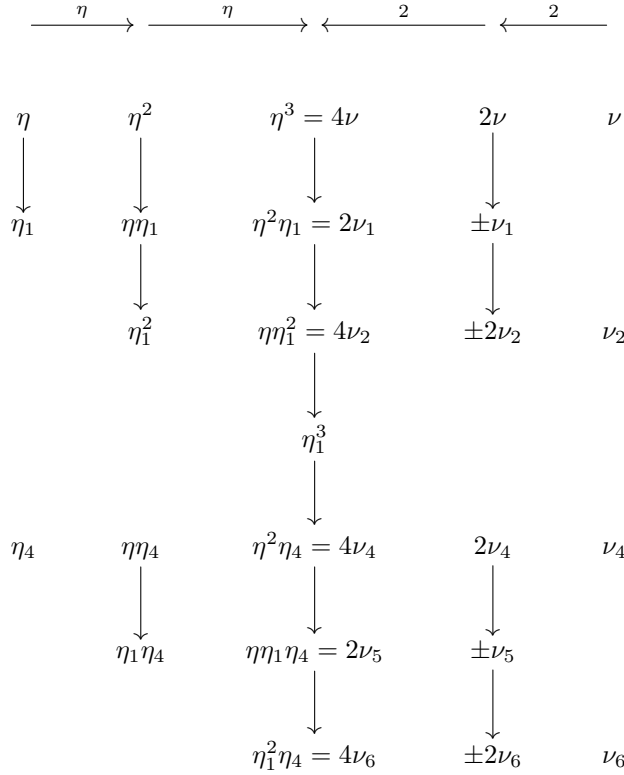 η η 2 2
η η² η³ = 4ν 2ν ν
η₁ ηη₁ η²η₁ = 2ν₁ ±ν₁
η₁² ηη₁² = 4ν₂ ±2ν₂ ν₂
η₁³
η₄ ηη₄ η²η₄ = 4ν₄ 2ν₄ ν₄
η₁η₄ ηη₁η₄ = 2ν₅ ±ν₅
η₁²η₄ = 4ν₆ ±2ν₆ ν₆